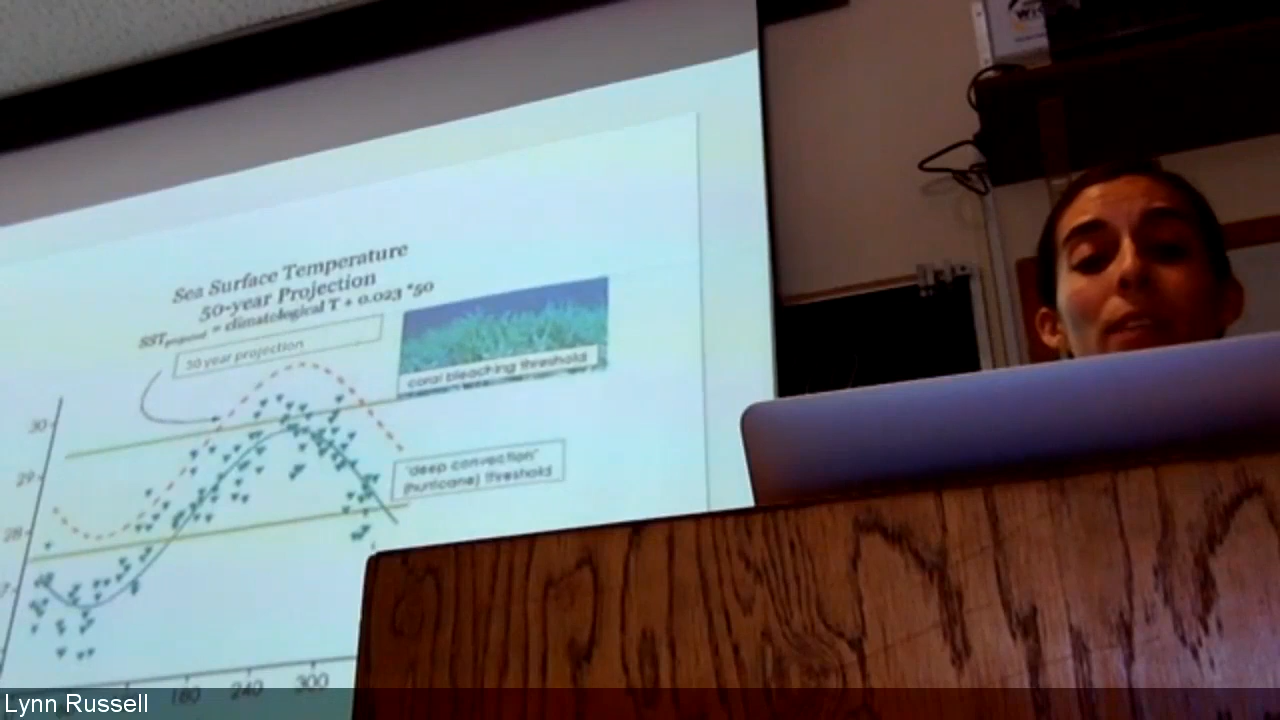 Sea Surface Temperature
50-year Projection
SSTprojected = climatological T + 0.023 *50
50 year projection
coral bleaching threshold
30
29
"deep convection"
(hurricane) threshold
28
7
180
240
300
Lynn Russell